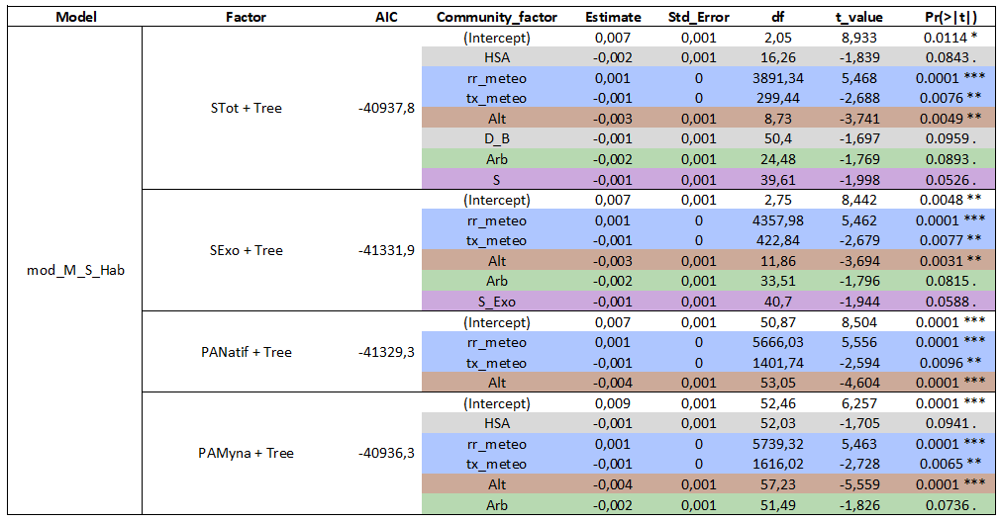 Model Factor AIC Community_factor Estimate Std_Error df t_value Pr(>|t|)
(Intercept) 0,007 0,001 2,05 8,933 0.0114 *
HSA -0,002 0,001 16,26 -1,839 0.0843 .
rr_meteo 0,001 0 3891,34 5,468 0.0001 ***
tx_meteo -0,001 0 299,44 -2,688 0.0076 **
STot + Tree -40937,8
Alt -0,003 0,001 8,73 -3,741 0.0049 **
D_B -0,001 0,001 50,4 -1,697 0.0959 .
Arb -0,002 0,001 24,48 -1,769 0.0893 .
S -0,001 0,001 39,61 -1,998 0.0526 .
(Intercept) 0,007 0,001 2,75 8,442 0.0048 **
rr_meteo 0,001 0 4357,98 5,462 0.0001 ***
tx_meteo -0,001 0 422,84 -2,679 0.0077 **
SExo + Tree -41331,9
Alt -0,003 0,001 11,86 -3,694 0.0031 **
mod_M_S_Hab
Arb -0,002 0,001 33,51 -1,796 0.0815 .
S_Exo -0,001 0,001 40,7 -1,944 0.0588 .
(Intercept) 0,007 0,001 50,87 8,504 0.0001 ***
rr_meteo 0,001 0 5666,03 5,556 0.0001 ***
PANatif + Tree -41329,3
tx_meteo -0,001 0 1401,74 -2,594 0.0096 **
Alt -0,004 0,001 53,05 -4,604 0.0001 ***
(Intercept) 0,009 0,001 52,46 6,257 0.0001 ***
HSA -0,001 0,001 52,03 -1,705 0.0941 .
rr_meteo 0,001 0 5739,32 5,463 0.0001 ***
PAMyna + Tree -40936,3
tx_meteo -0,001 0 1616,02 -2,728 0.0065 **
Alt -0,004 0,001 57,23 -5,559 0.0001 ***
Arb -0,002 0,001 51,49 -1,826 0.0736 .